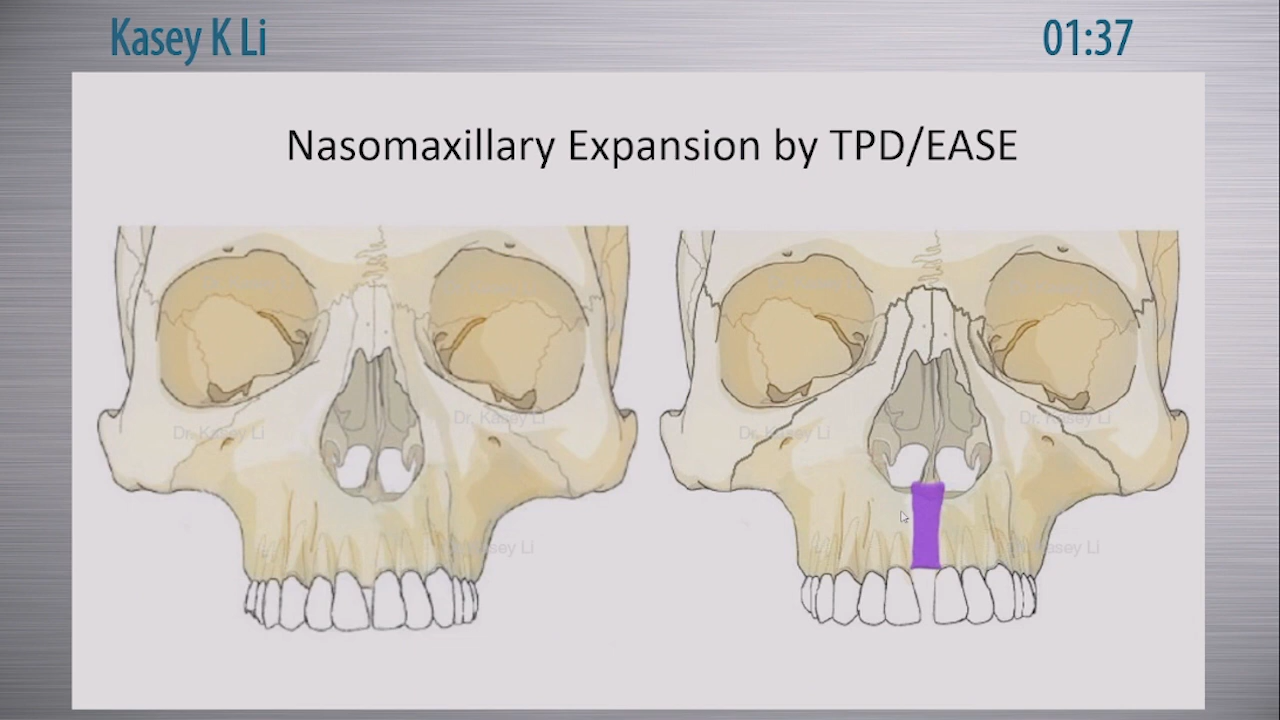 Kasey K Li
01:37
Nasomaxillary Expansion by TPD/EASE
Dr. Kasey Li
Dr. Kasey Li
Dr. Kasey Li
Dr. Kasey Li